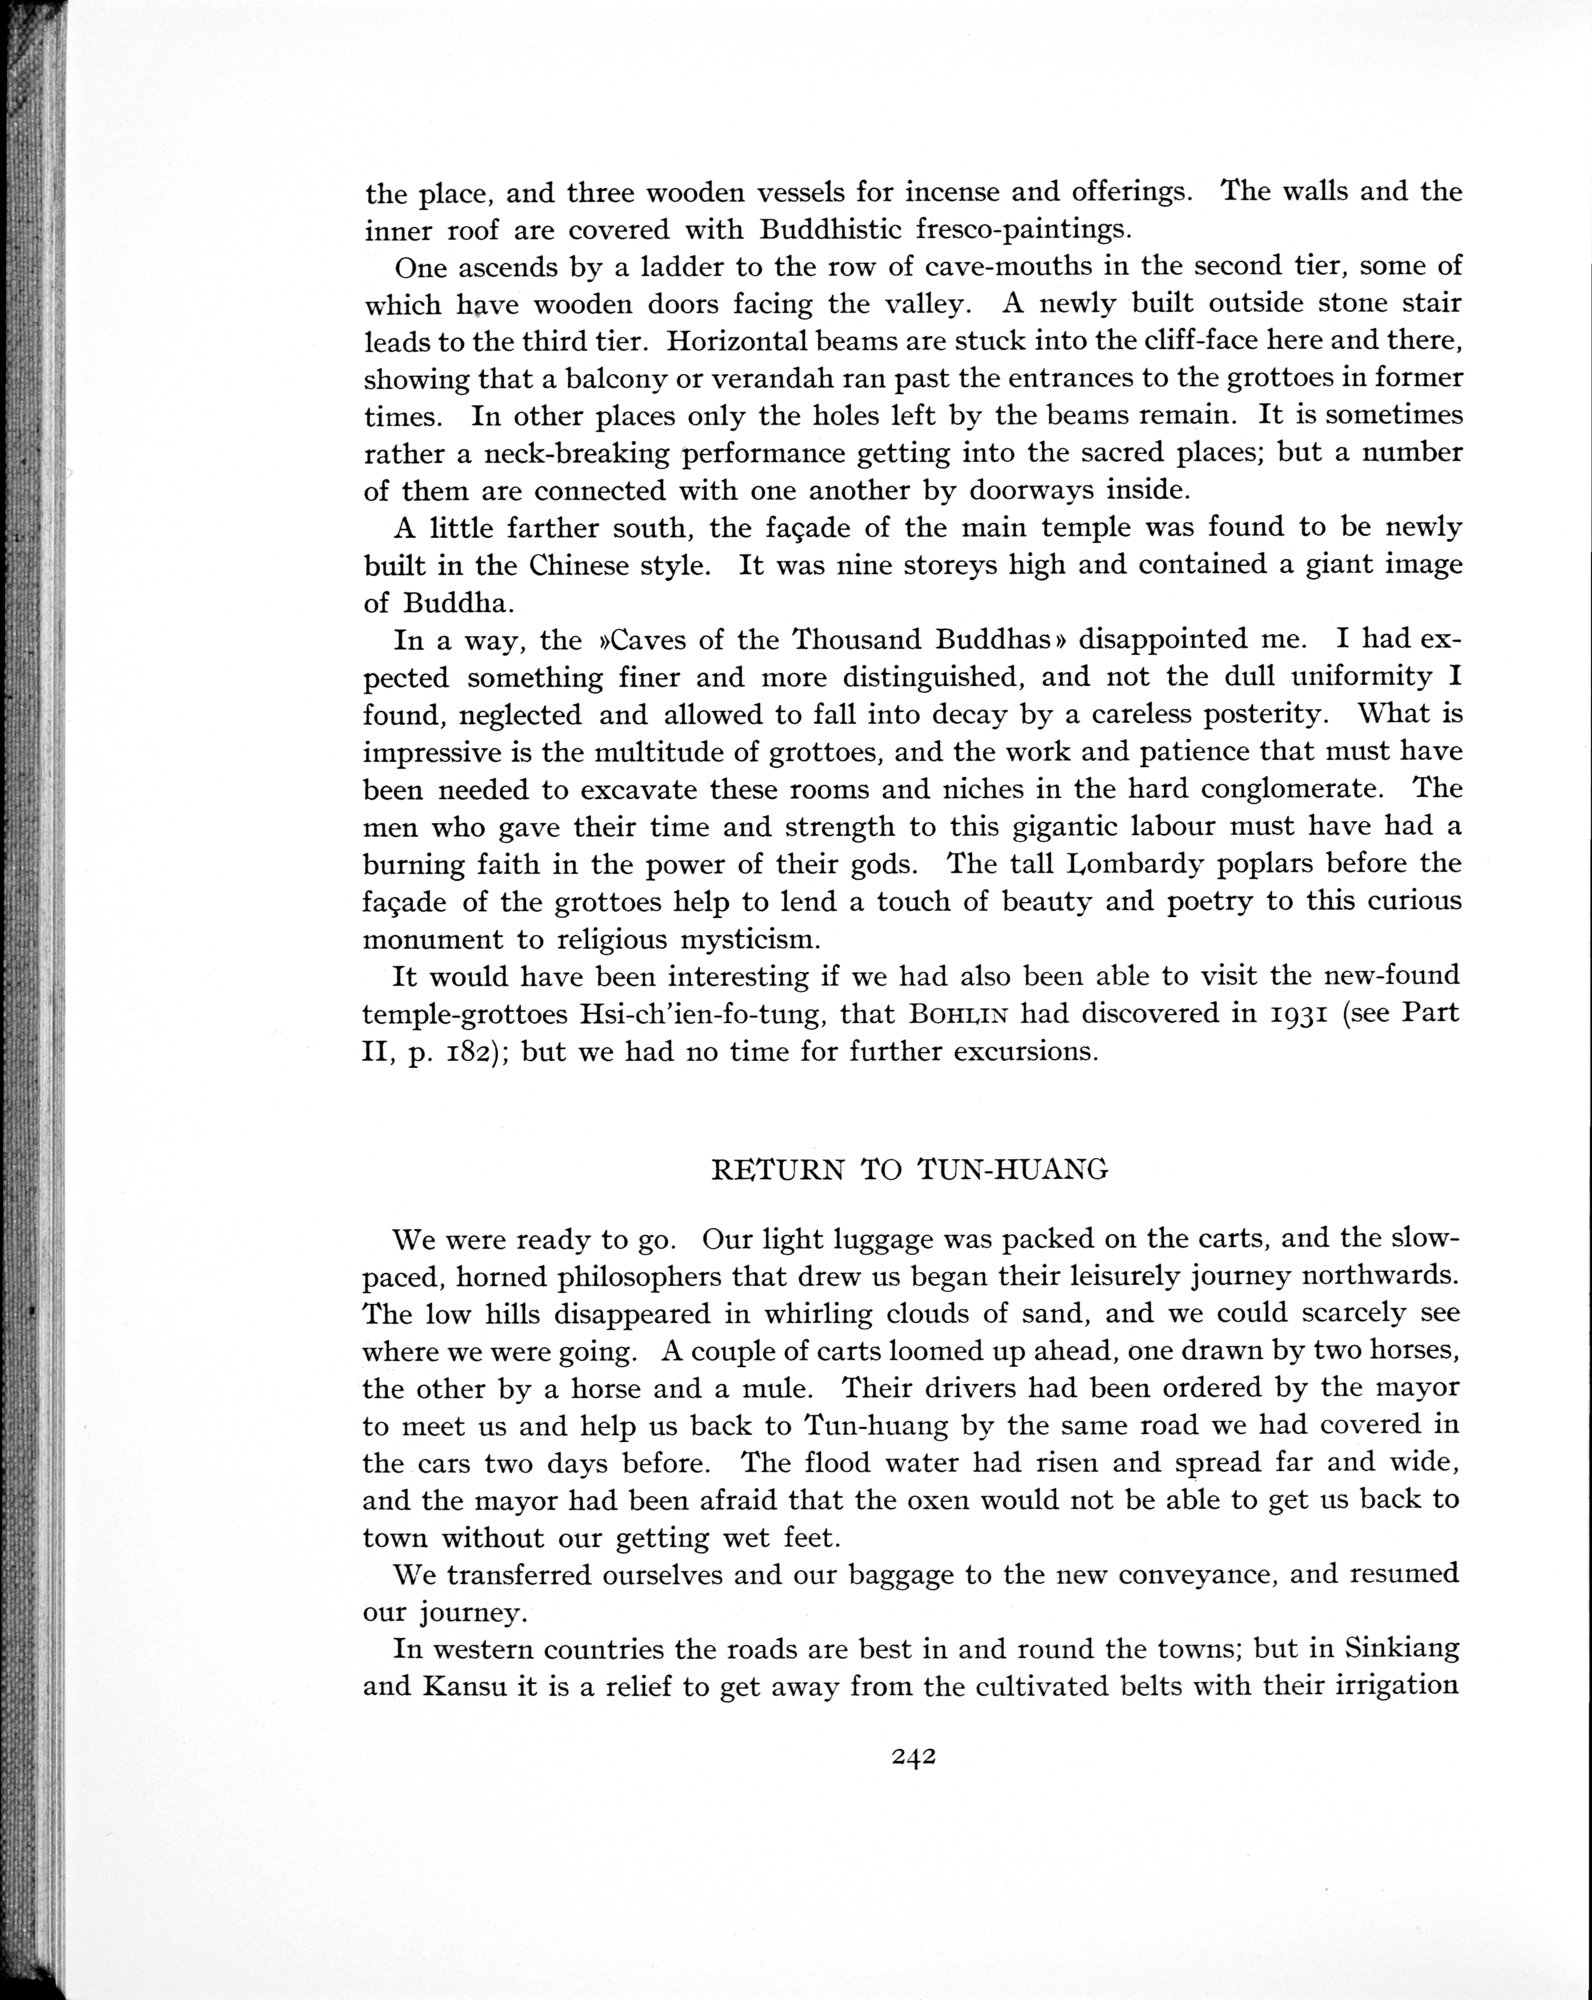 the place, and three wooden vessels for incense and offerings. The walls and the
inner roof are covered with Buddhistic fresco-paintings.
One ascends by a ladder to the row of cave-mouths in the second tier, some of
which have wooden doors facing the valley. A newly built outside stone stair
leads to the third tier. Horizontal beams are stuck into the cliff-face here and there,
showing that a balcony or verandah ran past the entrances to the grottoes in former
times. In other places only the holes left by the beams remain. It is sometimes
rather a neck-breaking performance getting into the sacred places; but a number
of them are connected with one another by doorways inside.
A little farther south, the façade of the main temple was found to be newly
built in the Chinese style. It was nine storeys high and contained a giant image
of Buddha.
In a way, the »Caves of the Thousand Buddhas» disappointed me. I had ex-
pected something finer and more distinguished, and not the dull uniformity I
found, neglected and allowed to fall into decay by a careless posterity. What is
impressive is the multitude of grottoes, and the work and patience that must have
been needed to excavate these rooms and niches in the hard conglomerate. The
men who gave their time and strength to this gigantic labour must have had a
burning faith in the power of their gods. The tall Lombardy poplars before the
façade of the grottoes help to lend a touch of beauty and poetry to this curious
monument to religious mysticism.
It would have been interesting if we had also been able to visit the new-found
temple-grottoes Hsi-ch'ien-fo-tung, that BOHLIN had discovered in 1931 (see Part
II, p. 182); but we had no time for further excursions.
RETURN TO TUN-HUANG
We were ready to go. Our light luggage was packed on the carts, and the slow-
paced, horned philosophers that drew us began their leisurely journey northwards.
The low hills disappeared in whirling clouds of sand, and we could scarcely see
where we were going. A couple of carts loomed up ahead, one drawn by two horses,
the other by a horse and a mule. Their drivers had been ordered by the mayor
to meet us and help us back to Tun-huang by the same road we had covered in
the cars two days before. The flood water had risen and spread far and wide,
and the mayor had been afraid that the oxen would not be able to get us back to
town without our getting wet feet.
We transferred ourselves and our baggage to the new conveyance, and resumed
our journey.
In western countries the roads are best in and round the towns; but in Sinkiang
and Kansu it is a relief to get away from the cultivated belts with their irrigation
242